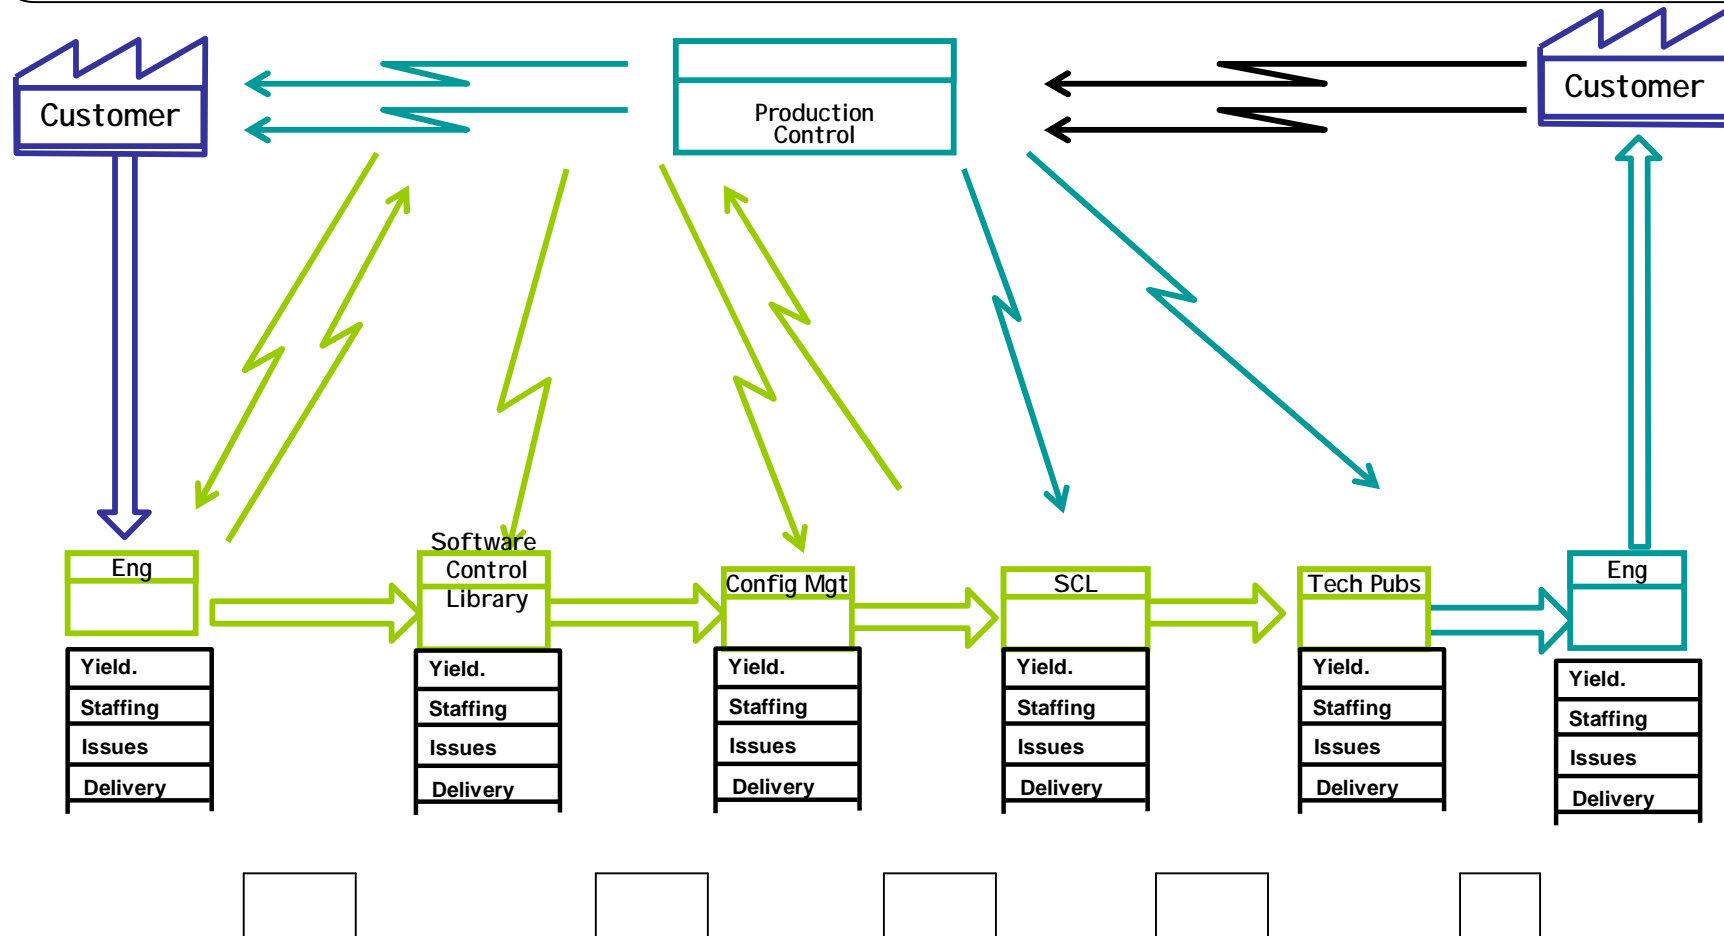 Customer
Production
Control
Customer
Eng
Software
Control
Library
Config Mgt
SCL
Tech Pubs
Eng
Yield.
Staffing
Issues
Delivery
Yield.
Staffing
Issues
Delivery
Yield.
Staffing
Issues
Delivery
Yield.
Staffing
Issues
Delivery
Yield.
Staffing
Issues
Delivery
Yield.
Staffing
Issues
Delivery